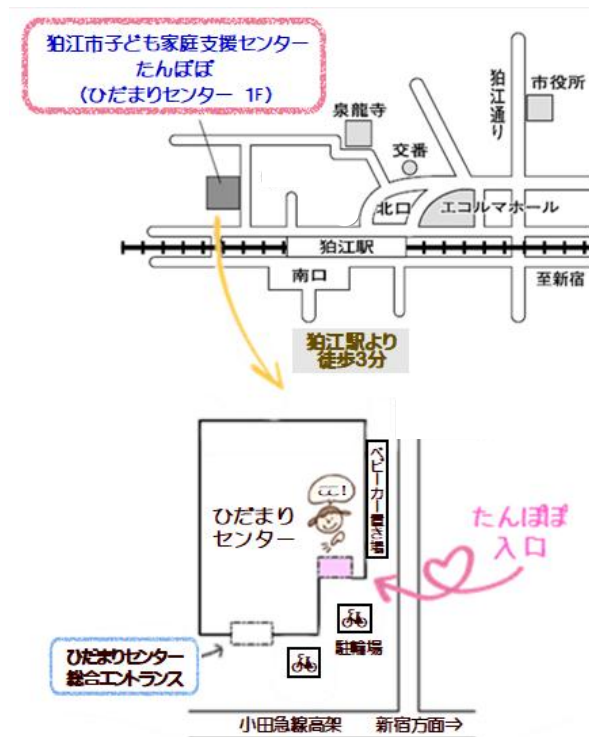 狛江市子ども家庭支援センター
たんぽぽ
（ひだまりセンター 1F）
泉龍寺
交番
狛江通り
市役所
北口
エコルマホール
狛江駅
南口
至新宿
狛江駅より
徒歩3分
ここ！
ベビーカー置き場
ひだまり
センター
たんぽぽ
入口
駐輪場
ひだまりセンター
総合エントランス
小田急線高架
新宿方面→